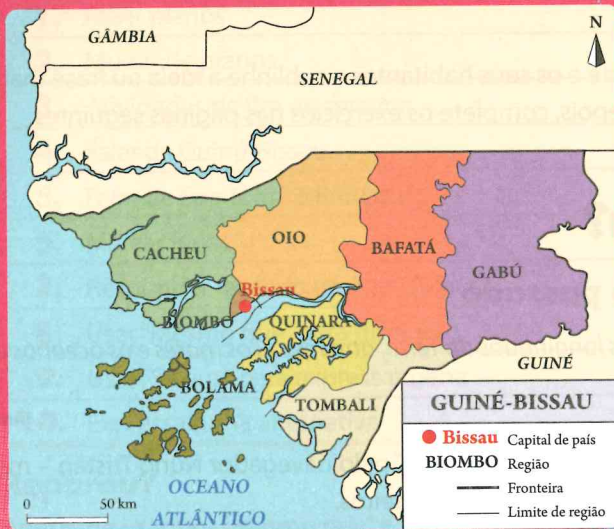 N
GÂMBIA
SENEGAL
CACHEU
OIO
BAFATÁ
GABÚ
Bissau
BIOMBO
QUINARA
BOLAMA
TOMBALI
GUINÉ
GUINÉ-BISSAU
Bissau Capital de país
BIOMBO Região
Fronteira
Limite de região
0 50 km
OCEANO
ATLÂNTICO